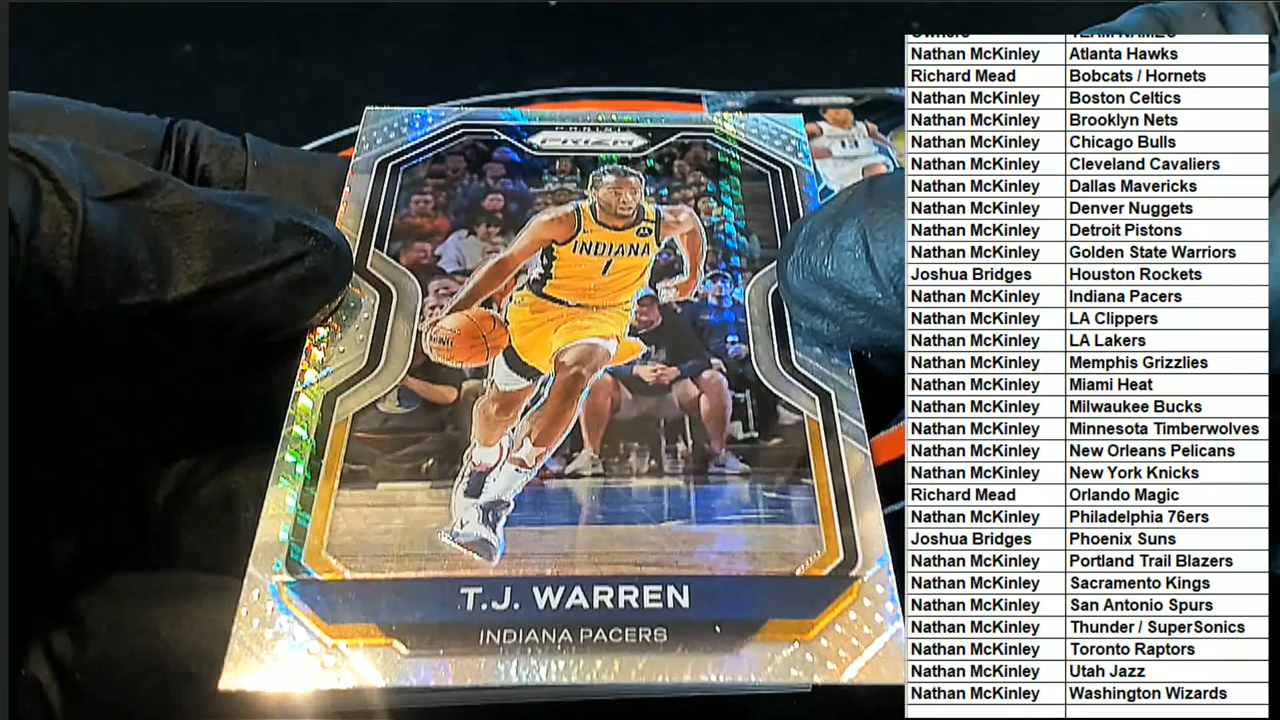 PANINI
PRIZM
INDIANA
1
T.J. WARREN
INDIANA PACERS
11
Owners TEAM NAMES
Nathan McKinley Atlanta Hawks
Richard Mead Bobcats / Hornets
Nathan McKinley Boston Celtics
Nathan McKinley Brooklyn Nets
Nathan McKinley Chicago Bulls
Nathan McKinley Cleveland Cavaliers
Nathan McKinley Dallas Mavericks
Nathan McKinley Denver Nuggets
Nathan McKinley Detroit Pistons
Nathan McKinley Golden State Warriors
Joshua Bridges Houston Rockets
Nathan McKinley Indiana Pacers
Nathan McKinley LA Clippers
Nathan McKinley LA Lakers
Nathan McKinley Memphis Grizzlies
Nathan McKinley Miami Heat
Nathan McKinley Milwaukee Bucks
Nathan McKinley Minnesota Timberwolves
Nathan McKinley New Orleans Pelicans
Nathan McKinley New York Knicks
Richard Mead Orlando Magic
Nathan McKinley Philadelphia 76ers
Joshua Bridges Phoenix Suns
Nathan McKinley Portland Trail Blazers
Nathan McKinley Sacramento Kings
Nathan McKinley San Antonio Spurs
Nathan McKinley Thunder / SuperSonics
Nathan McKinley Toronto Raptors
Nathan McKinley Utah Jazz
Nathan McKinley Washington Wizards